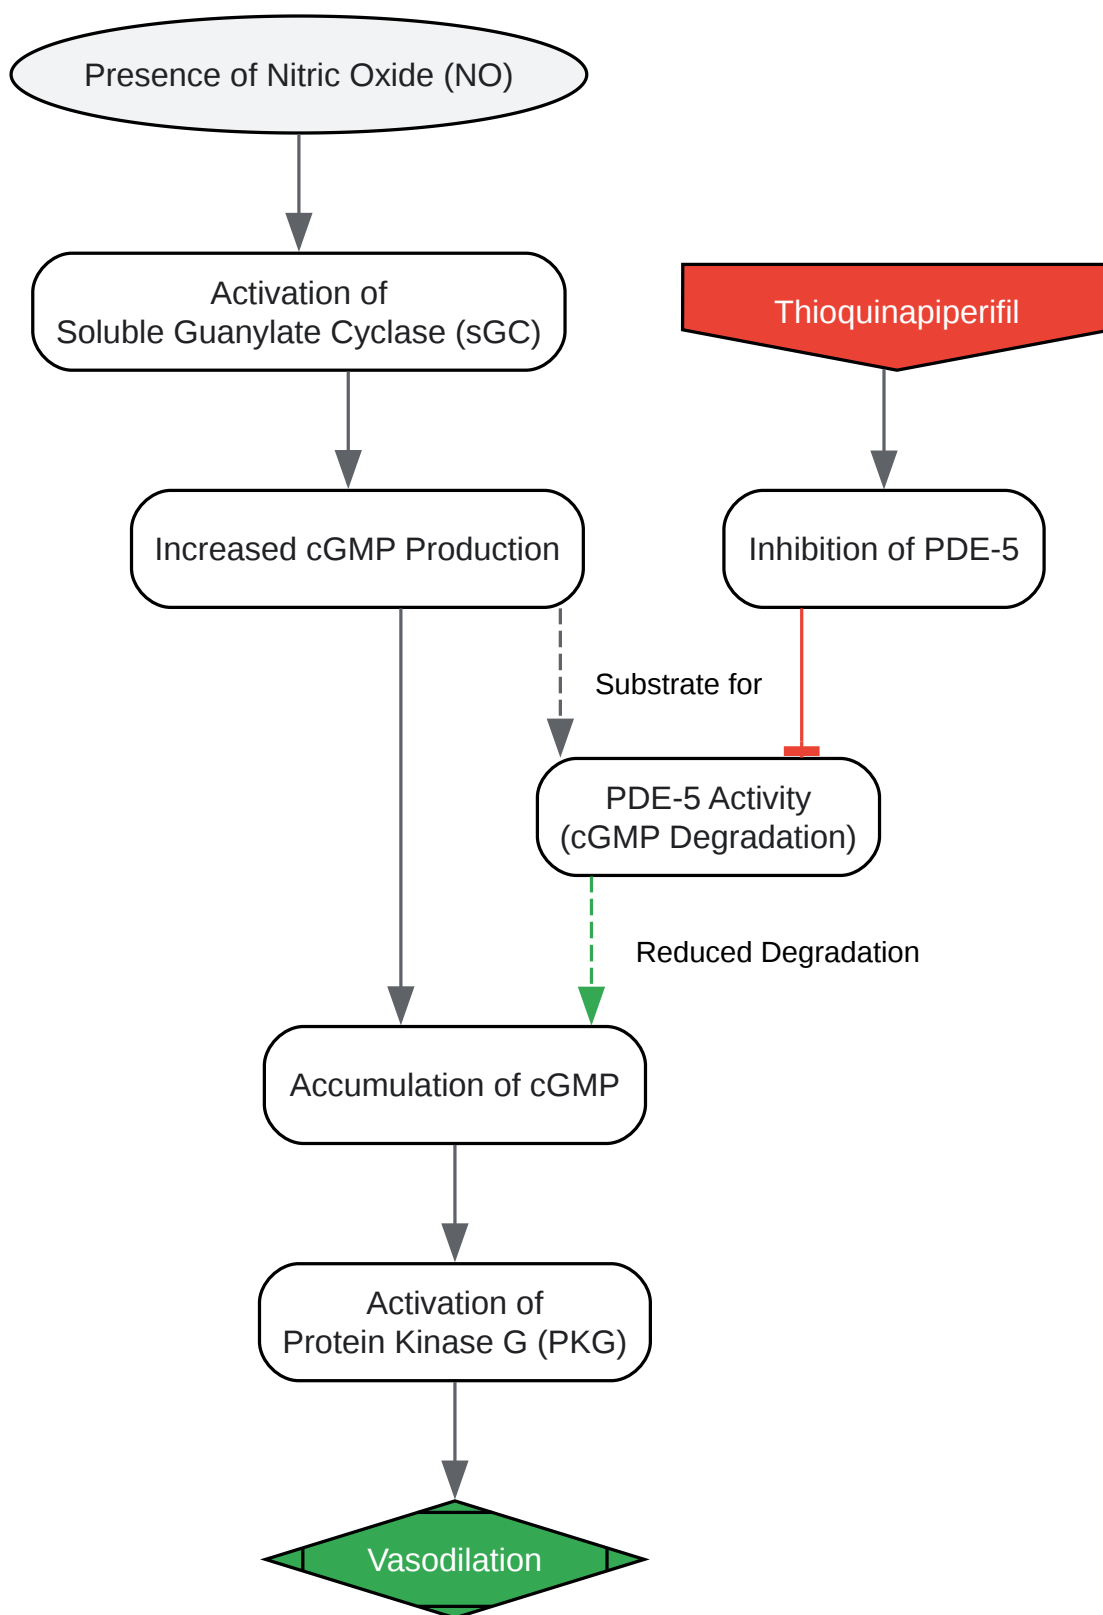 Presence of Nitric Oxide (NO)
Activation of
Soluble Guanylate Cyclase (sGC)
Thioquinapiperifil
Increased cGMP Production
Inhibition of PDE-5
Substrate for
PDE-5 Activity
(cGMP Degradation)
Reduced Degradation
Accumulation of cGMP
Activation of
Protein Kinase G (PKG)
Vasodilation